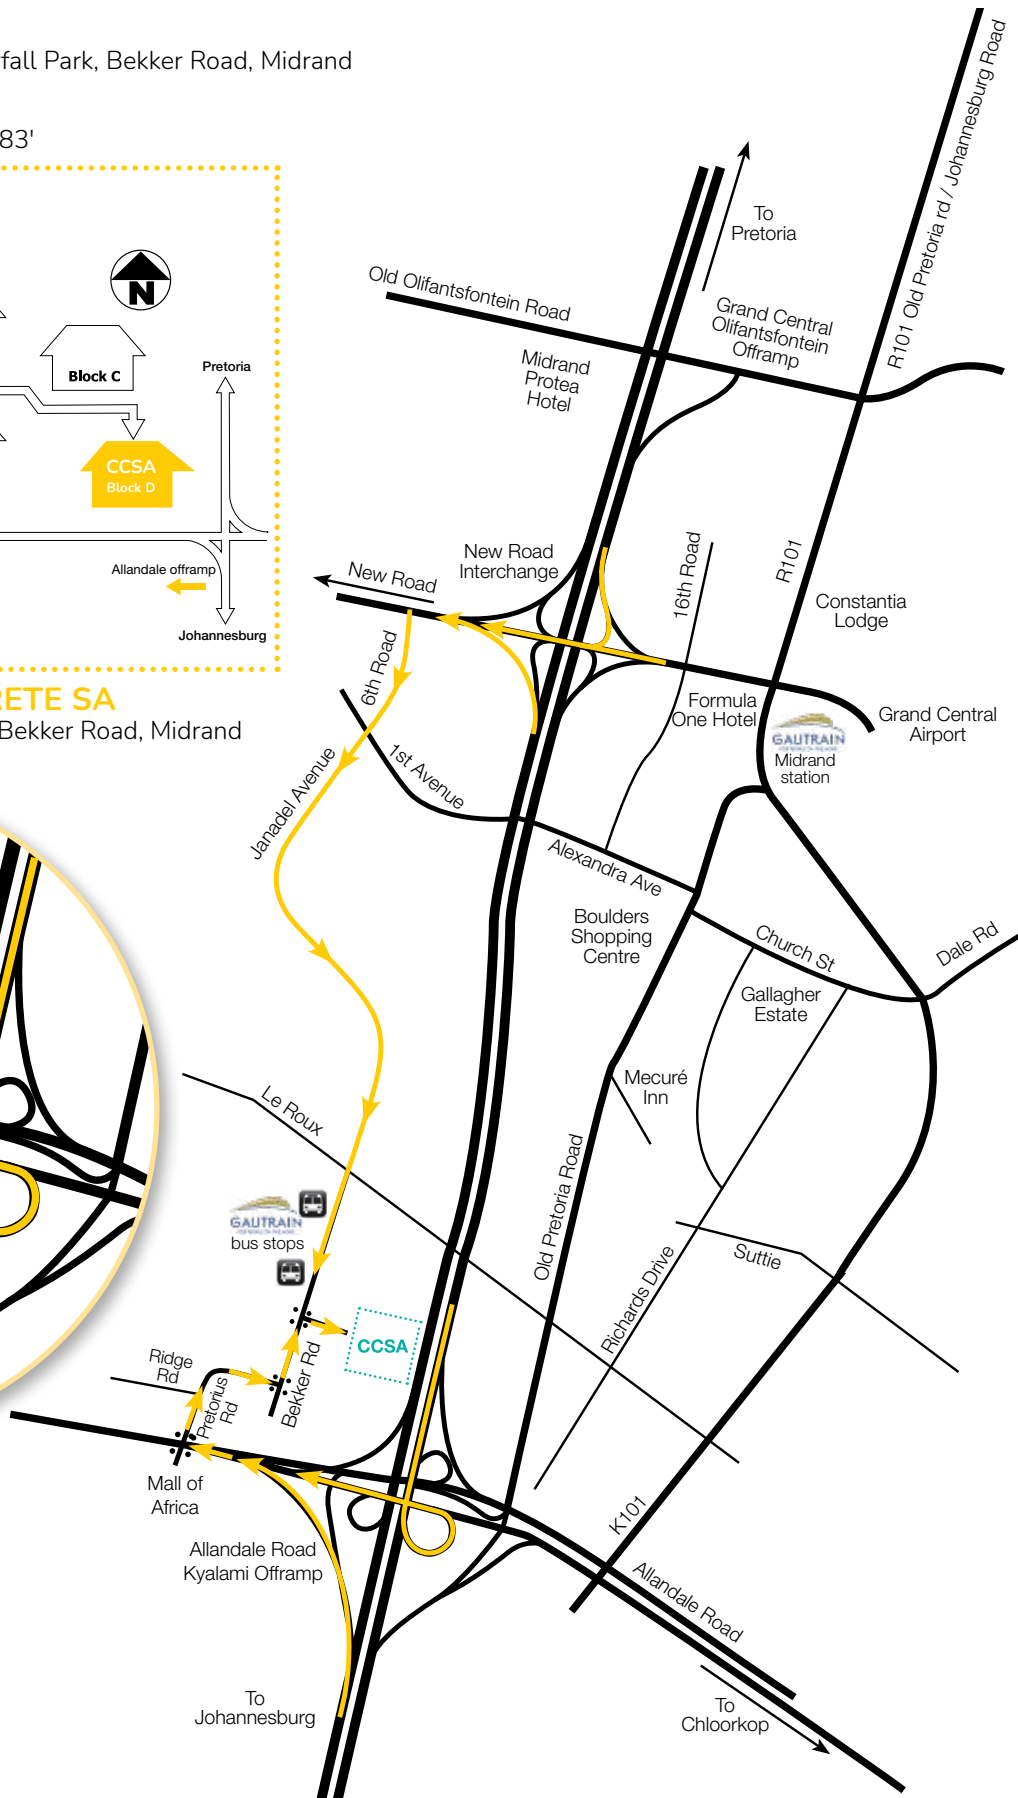 fall Park, Bekker Road, Midrand
83'
N
Block C
Pretoria
CCSA
Block D
Allandale offramp
Johannesburg
RETE SA
Bekker Road, Midrand
To
Pretoria
R101 Old Pretoria rd / Johannesburg Road
Old Olifantsfontein Road
Grand Central
Olifantsfontein
Offramp
Midrand
Protea
Hotel
New Road
Interchange
New Road
16th Road
R101
Constantia
Lodge
6th Road
Formula
One Hotel
GAUTRAIN
Midrand
station
Grand Central
Airport
1st Avenue
Janadel Avenue
Alexandra Ave
Boulders
Shopping
Centre
Church St
Dale Rd
Gallagher
Estate
Mecuré
Inn
Le Roux
Old Pretoria Road
GAUTRAIN
bus stops
Suttie
Richards Drive
CCSA
Ridge
Rd
Pretorius
Rd
Bekker Rd
Mall of
Africa
K101
Allandale Road
Kyalami Offramp
Allandale Road
To
Johannesburg
To
Chloorkop